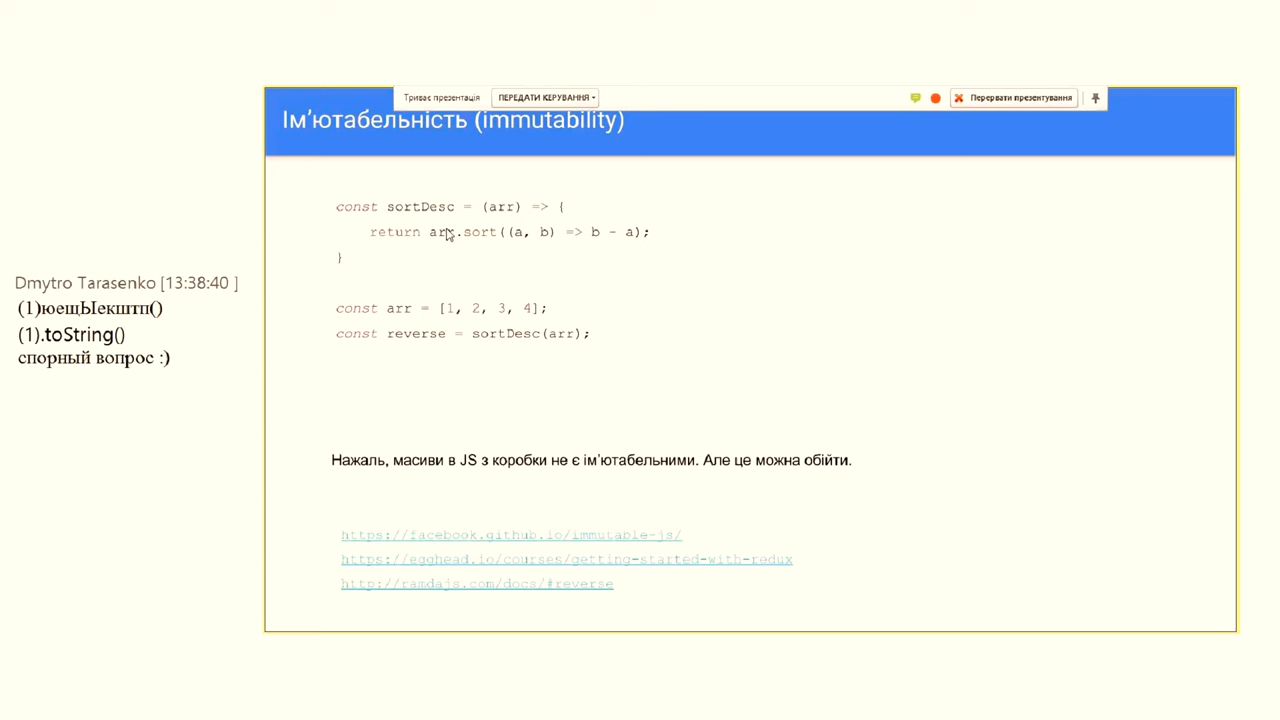 Триває презентація ПЕРЕДАТИ КЕРУВАННЯ Перервати презентування
Ім’ютабельність (immutability)
const sortDesc = (arr) => {
return arr.sort((a, b) => b - a);
}
const arr = [1, 2, 3, 4];
const reverse = sortDesc(arr);
Нажаль, масиви в JS з коробки не є ім’ютабельними. Але це можна обійти.
https://facebook.github.io/immutable-js/
https://egghead.io/courses/getting-started-with-redux
http://ramdajs.com/docs/#reverse
Dmytro Tarasenko [13:38:40 ]
(1)юещЫекштп()
(1).toString()
спорный вопрос :)